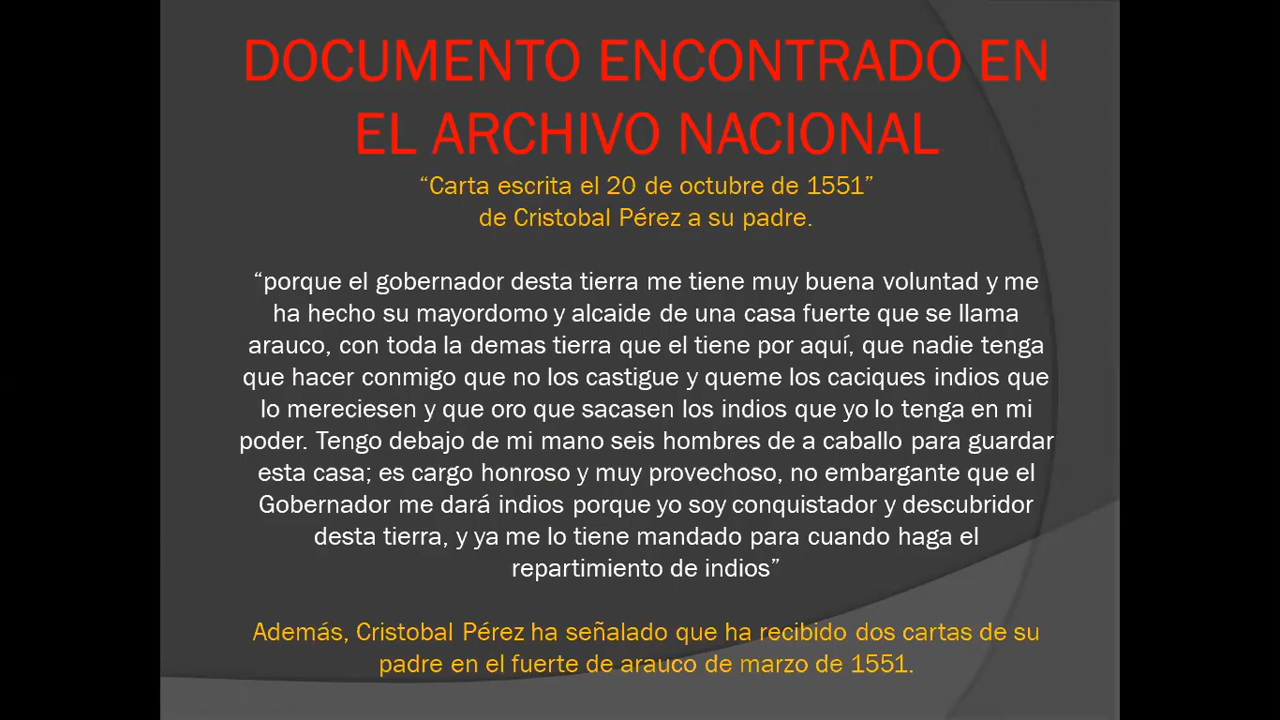 DOCUMENTO ENCONTRADO EN
EL ARCHIVO NACIONAL
“Carta escrita el 20 de octubre de 1551”
de Cristobal Pérez a su padre.
“porque el gobernador desta tierra me tiene muy buena voluntad y me
ha hecho su mayordomo y alcaide de una casa fuerte que se llama
arauco, con toda la demas tierra que el tiene por aquí, que nadie tenga
que hacer conmigo que no los castigue y queme los caciques indios que
lo mereciesen y que oro que sacasen los indios que yo lo tenga en mi
poder. Tengo debajo de mi mano seis hombres de a caballo para guardar
esta casa; es cargo honroso y muy provechoso, no embargante que el
Gobernador me dará indios porque yo soy conquistador y descubridor
desta tierra, y ya me lo tiene mandado para cuando haga el
repartimiento de indios”
Además, Cristobal Pérez ha señalado que ha recibido dos cartas de su
padre en el fuerte de arauco de marzo de 1551.